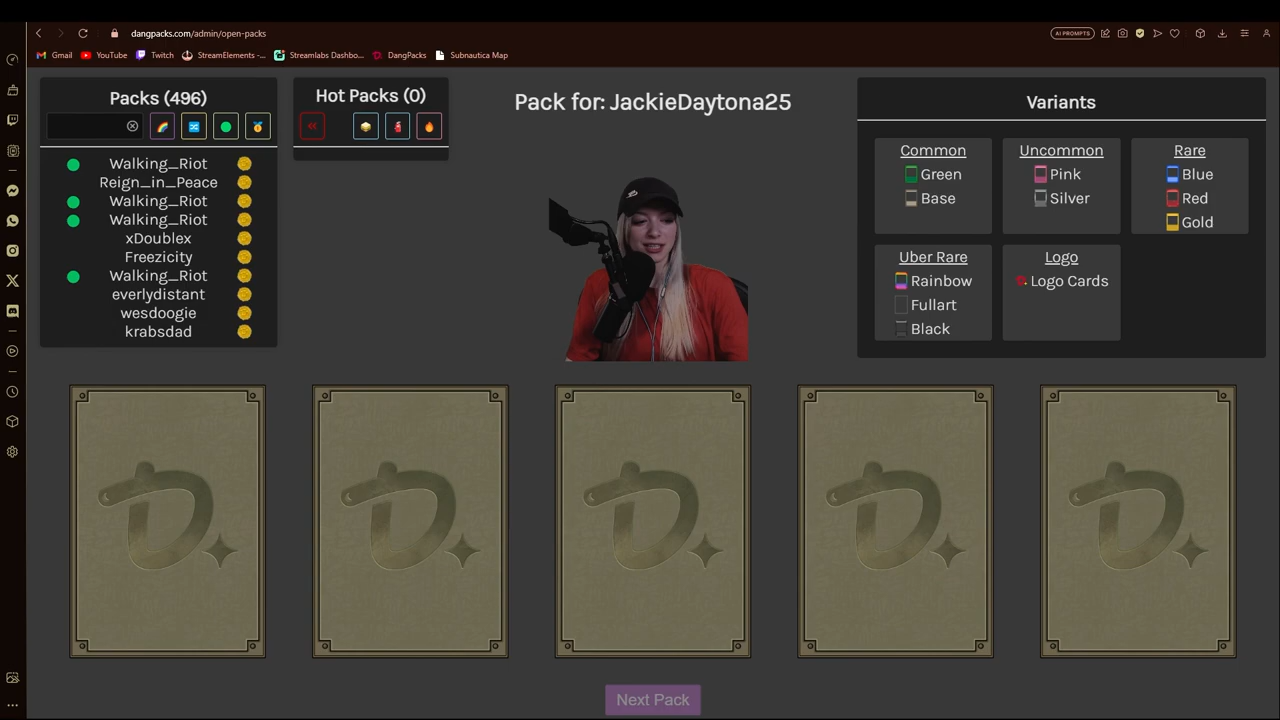 dangpacks.com/admin/open-packs
AI PROMPTS
Gmail
YouTube
Twitch
StreamElements -...
Streamlabs Dashbo...
DangPacks
Subnautica Map
Packs (496)
Walking_Riot
Reign_in_Peace
Walking_Riot
Walking_Riot
xDoublex
Freezicity
Walking_Riot
everlydistant
wesdoogie
krabsdad
Hot Packs (0)
Pack for: JackieDaytona25
Variants
Common
Green
Base
Uncommon
Pink
Silver
Rare
Blue
Red
Gold
Uber Rare
Rainbow
Fullart
Black
Logo
Logo Cards
D
D
D
D
D
Next Pack